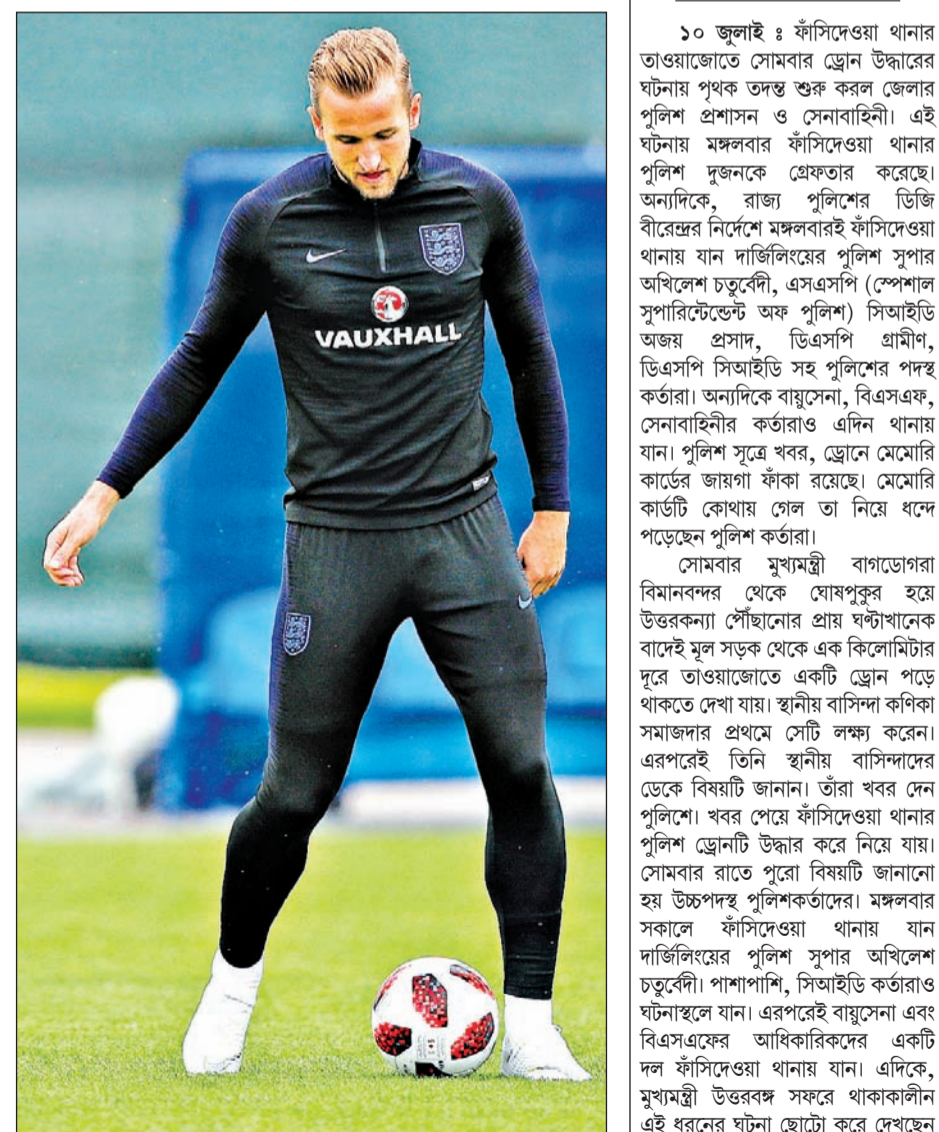 VAUXHALL
১০ জুলাই : ফাঁসিদেওয়া থানার
তাওয়াজোতে সোমবার ড্রোন উদ্ধারের
ঘটনায় পৃথক তদন্ত শুরু করল জেলার
পুলিশ প্রশাসন ও সেনাবাহিনী। এই
ঘটনায় মঙ্গলবার ফাঁসিদেওয়া থানার
পুলিশ দুজনকে গ্রেফতার করেছে।
অন্যদিকে, রাজ্য পুলিশের ডিজি
বীরেন্দ্রর নির্দেশে মঙ্গলবারই ফাঁসিদেওয়া
থানায় যান দার্জিলিংয়ের পুলিশ সুপার
অখিলেশ চতুর্বেদী, এসএসপি (স্পেশাল
সুপারিন্টেন্ডেন্ট অফ পুলিশ) সিআইডি
অজয় প্রসাদ, ডিএসপি গ্রামীণ,
ডিএসপি সিআইডি সহ পুলিশের পদস্থ
কর্তারা। অন্যদিকে বায়ুসেনা, বিএসএফ,
সেনাবাহিনীর কর্তারাও এদিন থানায়
যান। পুলিশ সূত্রে খবর, ড্রোনে মেমোরি
কার্ডের জায়গা ফাঁকা রয়েছে। মেমোরি
কার্ডটি কোথায় গেল তা নিয়ে ধন্দে
পড়েছেন পুলিশ কর্তারা।
সোমবার মুখ্যমন্ত্রী বাগডোগরা
বিমানবন্দর থেকে ঘোষপুকুর হয়ে
উত্তরকন্যা পৌঁছানোর প্রায় ঘণ্টাখানেক
বাদেই মূল সড়ক থেকে এক কিলোমিটার
দূরে তাওয়াজোতে একটি ড্রোন পড়ে
থাকতে দেখা যায়। স্থানীয় বাসিন্দা কণিকা
সমাজদার প্রথমে সেটি লক্ষ্য করেন।
এরপরেই তিনি স্থানীয় বাসিন্দাদের
ডেকে বিষয়টি জানান। তাঁরা খবর দেন
পুলিশে। খবর পেয়ে ফাঁসিদেওয়া থানার
পুলিশ ড্রোনটি উদ্ধার করে নিয়ে যায়।
সোমবার রাতে পুরো বিষয়টি জানানো
হয় উচ্চপদস্থ পুলিশকর্তাদের। মঙ্গলবার
সকালে ফাঁসিদেওয়া থানায় যান
দার্জিলিংয়ের পুলিশ সুপার অখিলেশ
চতুর্বেদী। পাশাপাশি, সিআইডি কর্তারাও
ঘটনাস্থলে যান। এরপরেই বায়ুসেনা এবং
বিএসএফের আধিকারিকদের একটি
দল ফাঁসিদেওয়া থানায় যান। এদিকে,
মুখ্যমন্ত্রী উত্তরবঙ্গ সফরে থাকাকালীন
এই ধরনের ঘটনা ছোটো করে দেখছেন